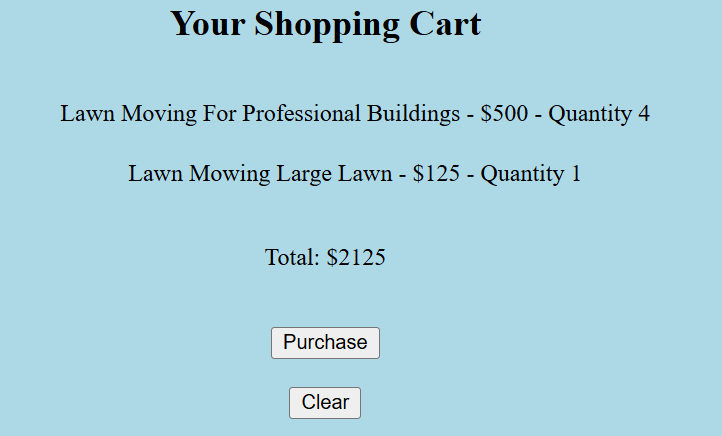 Your Shopping Cart
Lawn Moving For Professional Buildings - $500 - Quantity 4
Lawn Mowing Large Lawn - $125 - Quantity 1
Total: $2125
Purchase
Clear